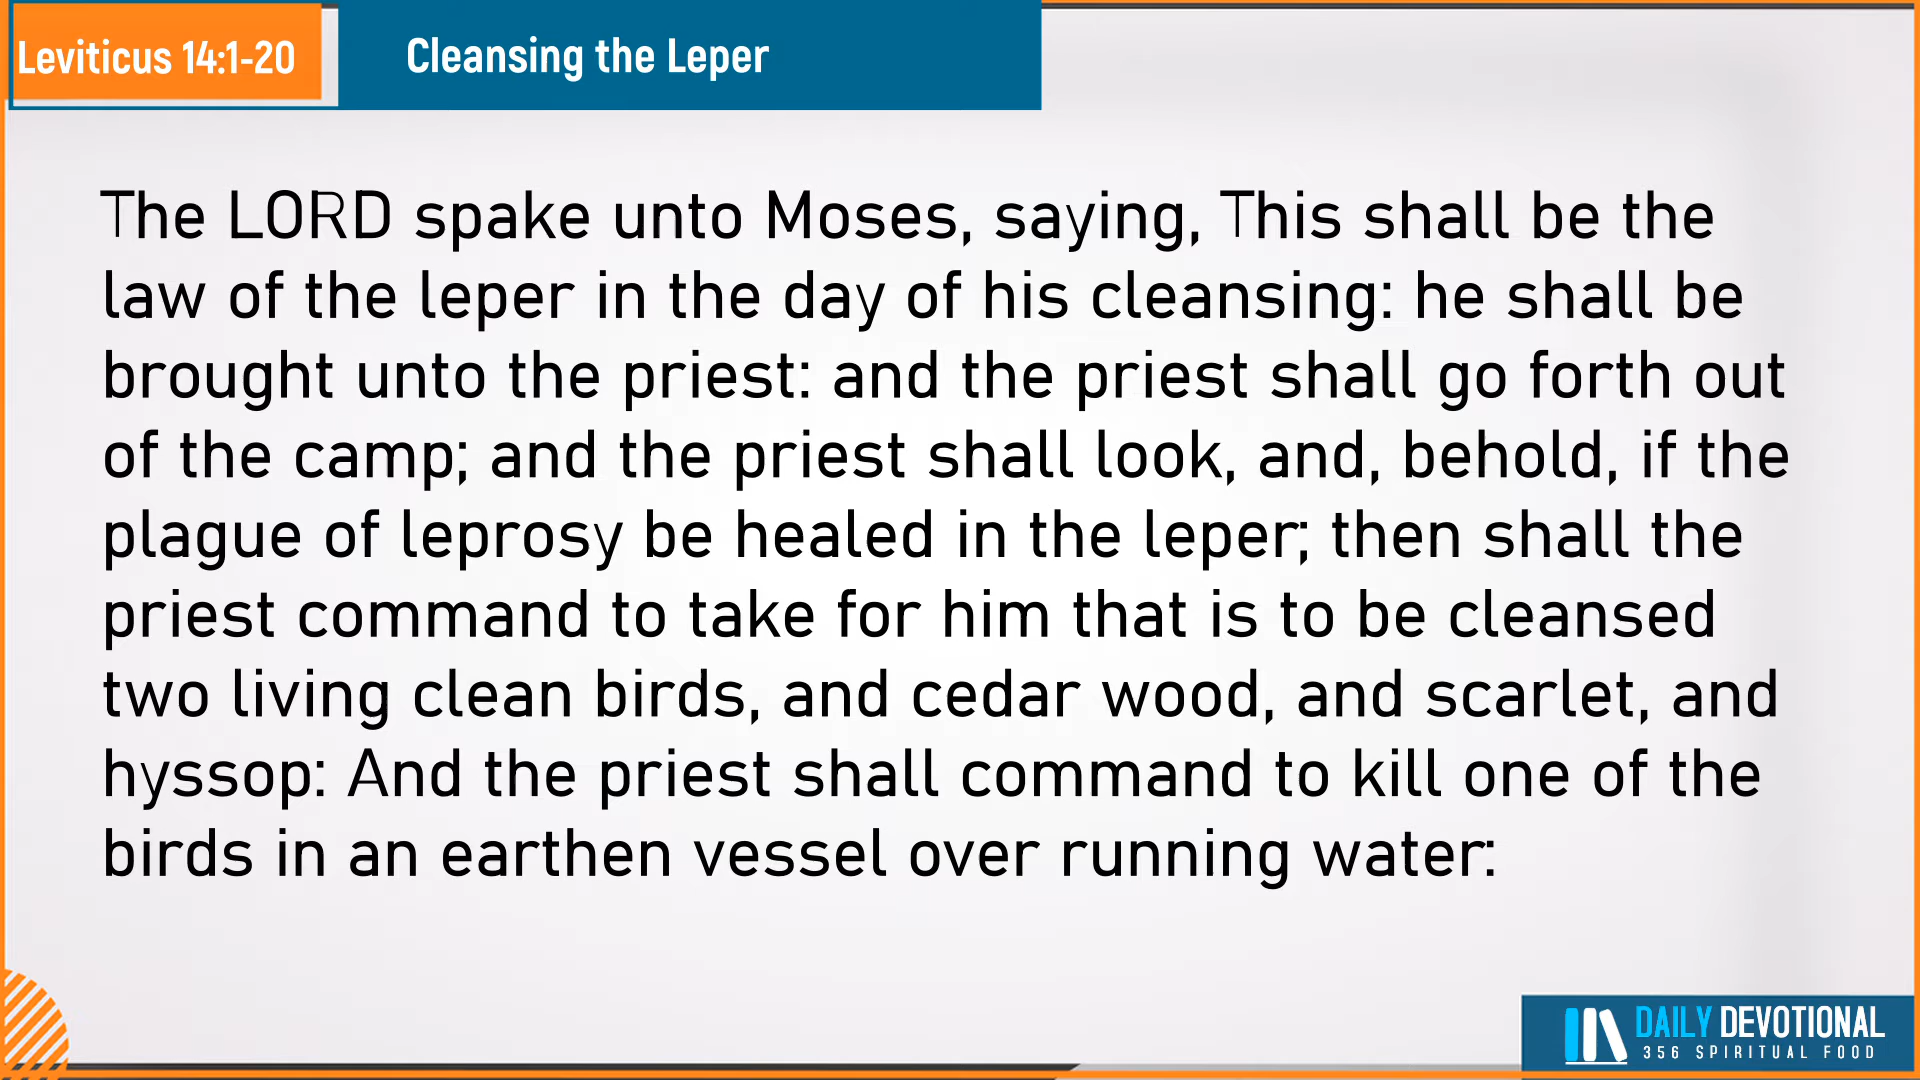 Leviticus 14:1-20
Cleansing the Leper
The LORD spake unto Moses, saying, This shall be the
law of the leper in the day of his cleansing: he shall be
brought unto the priest: and the priest shall go forth out
of the camp; and the priest shall look, and, behold, if the
plague of leprosy be healed in the leper; then shall the
priest command to take for him that is to be cleansed
two living clean birds, and cedar wood, and scarlet, and
hyssop: And the priest shall command to kill one of the
birds in an earthen vessel over running water:
DAILY DEVOTIONAL
356 SPIRITUAL FOOD